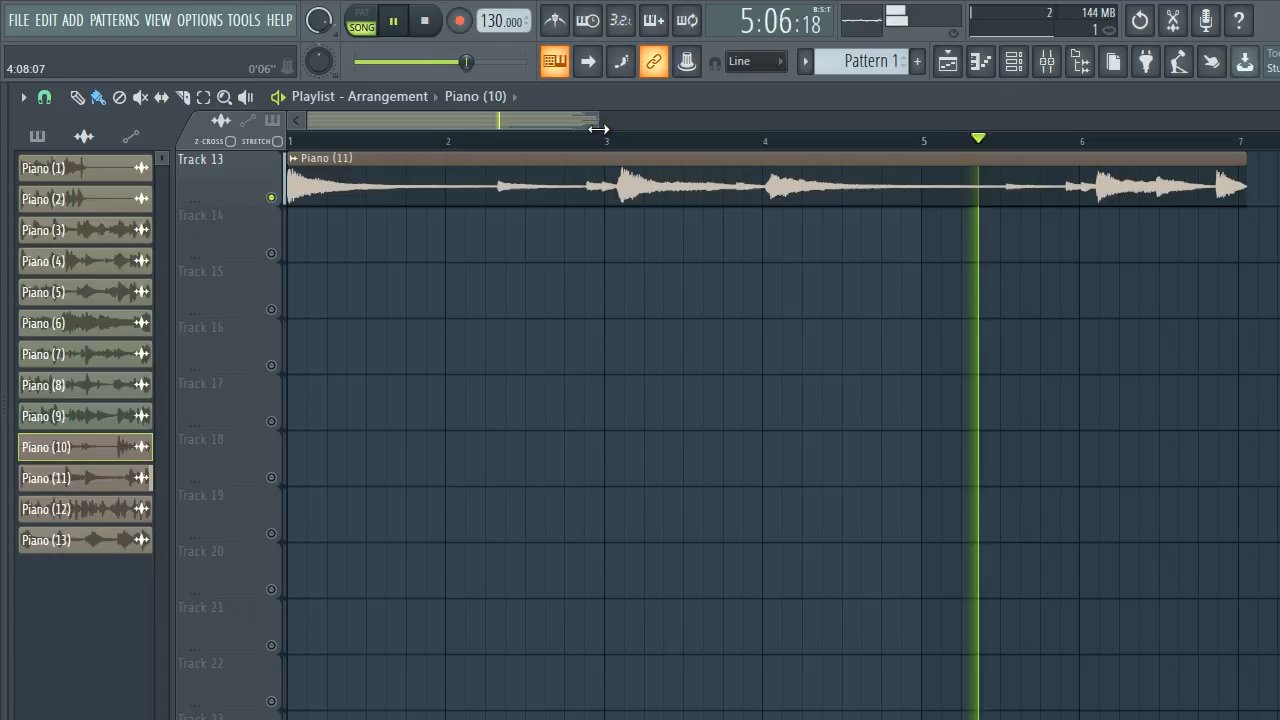 FILE EDIT ADD PATTERNS VIEW OPTIONS TOOLS HELP
PAT
SONG
130.000
3.2.
5:06:18
B:S:T
2
144 MB
1
4:08:07
0'06"
Line
Pattern 1
Playlist - Arrangement
Piano (10)
Z-CROSS
STRETCH
1
2
3
4
5
6
7
Piano (1)
Piano (2)
Piano (3)
Piano (4)
Piano (5)
Piano (6)
Piano (7)
Piano (8)
Piano (9)
Piano (10)
Piano (11)
Piano (12)
Piano (13)
Track 13
Piano (11)
Track 14
Track 15
Track 16
Track 17
Track 18
Track 19
Track 20
Track 21
Track 22